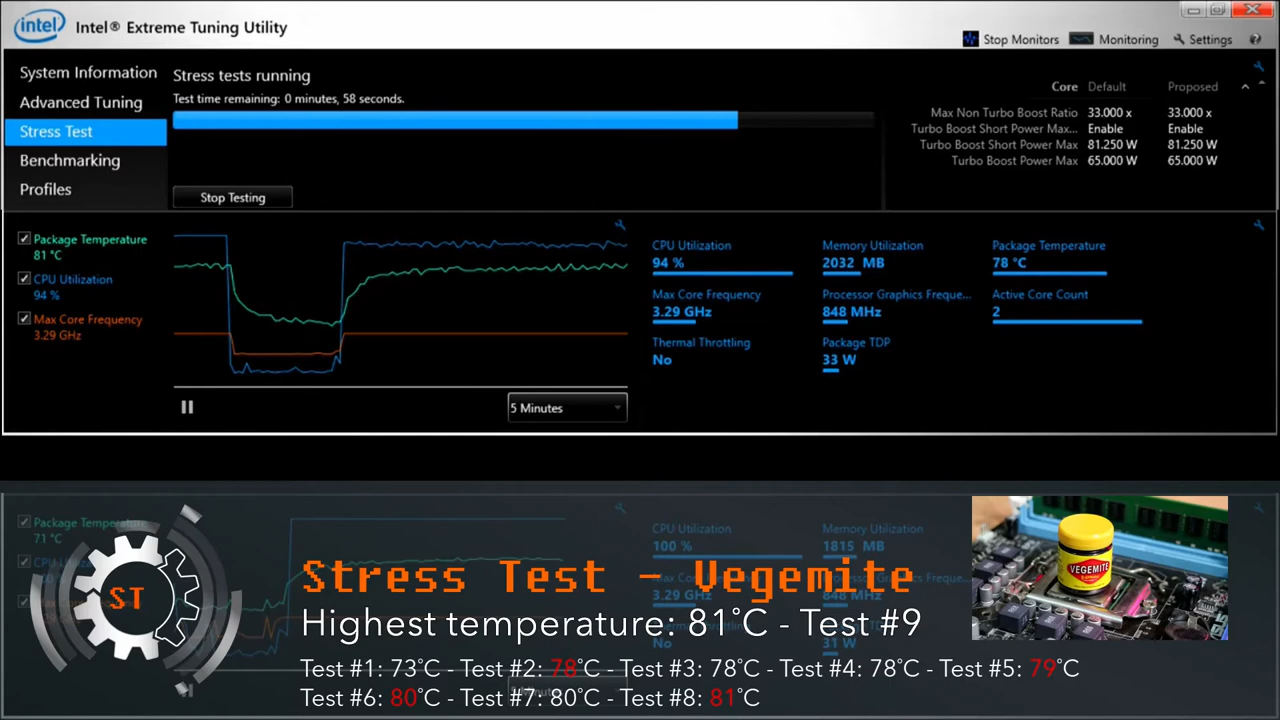 intel
Intel® Extreme Tuning Utility
Stop Monitors
Monitoring
Settings
System Information
Advanced Tuning
Stress Test
Benchmarking
Profiles
Stress tests running
Test time remaining: 0 minutes, 58 seconds.
Stop Testing
Core Default Proposed
Max Non Turbo Boost Ratio 33.000 x 33.000 x
Turbo Boost Short Power Max... Enable Enable
Turbo Boost Short Power Max 81.250 W 81.250 W
Turbo Boost Power Max 65.000 W 65.000 W
Package Temperature
81 °C
CPU Utilization
94 %
Max Core Frequency
3.29 GHz
5 Minutes
CPU Utilization
94 %
Memory Utilization
2032 MB
Package Temperature
78 °C
Max Core Frequency
3.29 GHz
Processor Graphics Freque...
848 MHz
Active Core Count
2
Thermal Throttling
No
Package TDP
33 W
Package Temperature
71 °C
CPU Utilization
100 %
Memory Utilization
1815 MB
3.29 GHz
848 MHz
No
31 W
ST
Stress Test - Vegemite
Highest temperature: 81°C - Test #9
Test #1: 73°C - Test #2: 78°C - Test #3: 78°C - Test #4: 78°C - Test #5: 79°C
Test #6: 80°C - Test #7: 80°C - Test #8: 81°C
VEGEMITE